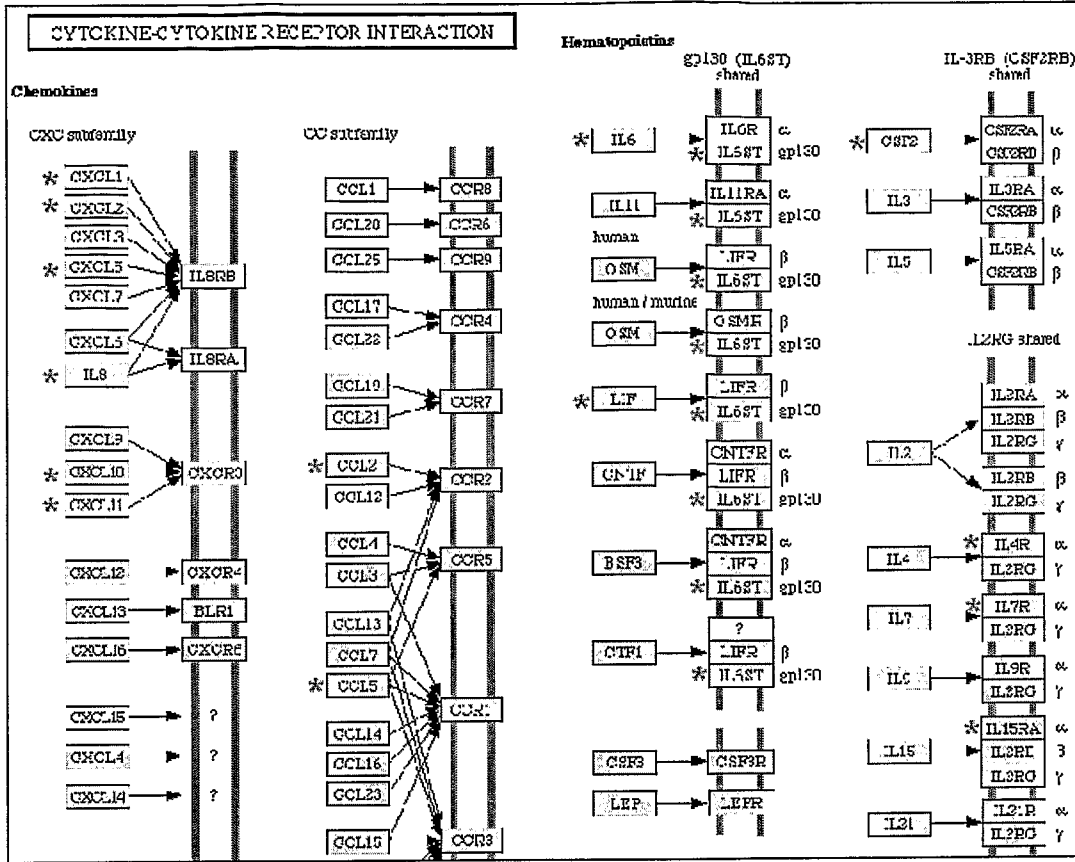 CYTOKINE-CYTOKINE RECEPTOR INTERACTION
Chemokines
CXC subfamily
* CXCL1
* CXCL2
CXCL3
* CXCL5
CXCL7
IL8RB
CXCL6
* IL8
IL8RA
CXCL9
* CXCL10
* CXCL11
CXCR3
CXCL12
CXCR4
CXCL13
BLR1
CXCL16
CXCR6
CXCL15
?
CXCL4
?
CXCL14
?
CC subfamily
CCL1
CCR8
CCL20
CCR6
CCL25
CCR9
CCL17
CCL22
CCR4
CCL19
CCL21
CCR7
* CCL2
CCL12
CCR2
CCL4
CCL3
CCR5
CCL13
CCL7
* CCL5
CCR1
CCL14
CCL16
CCL23
CCL15
CCR3
Hematopoietins
gp130 (IL6ST)
shared
* IL6
IL6R α
* IL6ST gp130
IL11
IL11RA α
* IL6ST gp130
human
OSM
LIFR β
* IL6ST gp130
human / murine
OSM
OSMR β
* IL6ST gp130
* LIF
LIFR β
* IL6ST gp130
CNTF
CNTFR α
LIFR β
* IL6ST gp130
BSF3
CNTFR α
LIFR β
* IL6ST gp130
CTF1
?
LIFR β
* IL6ST gp130
CSF3
CSF3R
LEP
LEPR
IL-3RB (CSF2RB)
shared
* CSF2
CSF2RA α
CSF2RB β
IL3
IL3RA α
CSF2RB β
IL5
IL5RA α
CSF2RB β
IL2RG shared
IL2
IL2RA α
IL2RB β
IL2RG γ
IL2RB β
IL2RG γ
IL4
* IL4R α
IL2RG γ
IL7
* IL7R α
IL2RG γ
IL9
IL9R α
IL2RG γ
IL15
* IL15RA α
IL2RB β
IL2RG γ
IL21
IL21R α
IL2RG γ